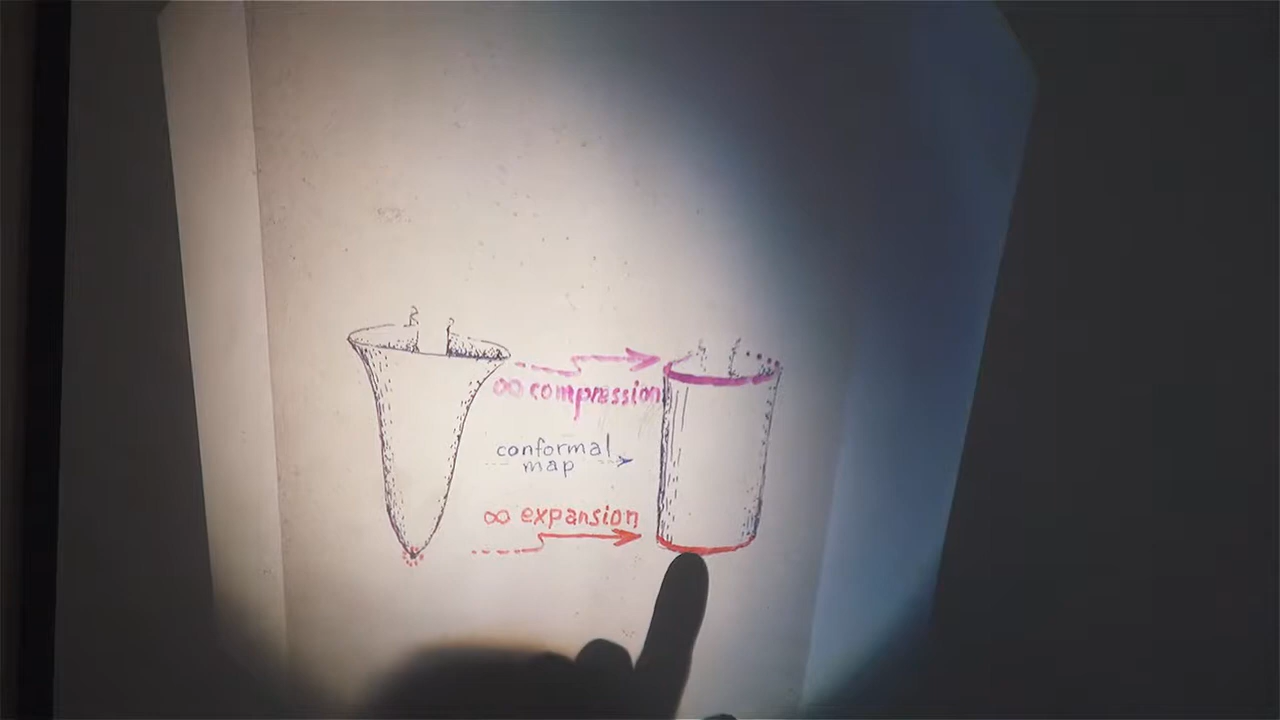 ∞ compression
conformal
map
∞ expansion